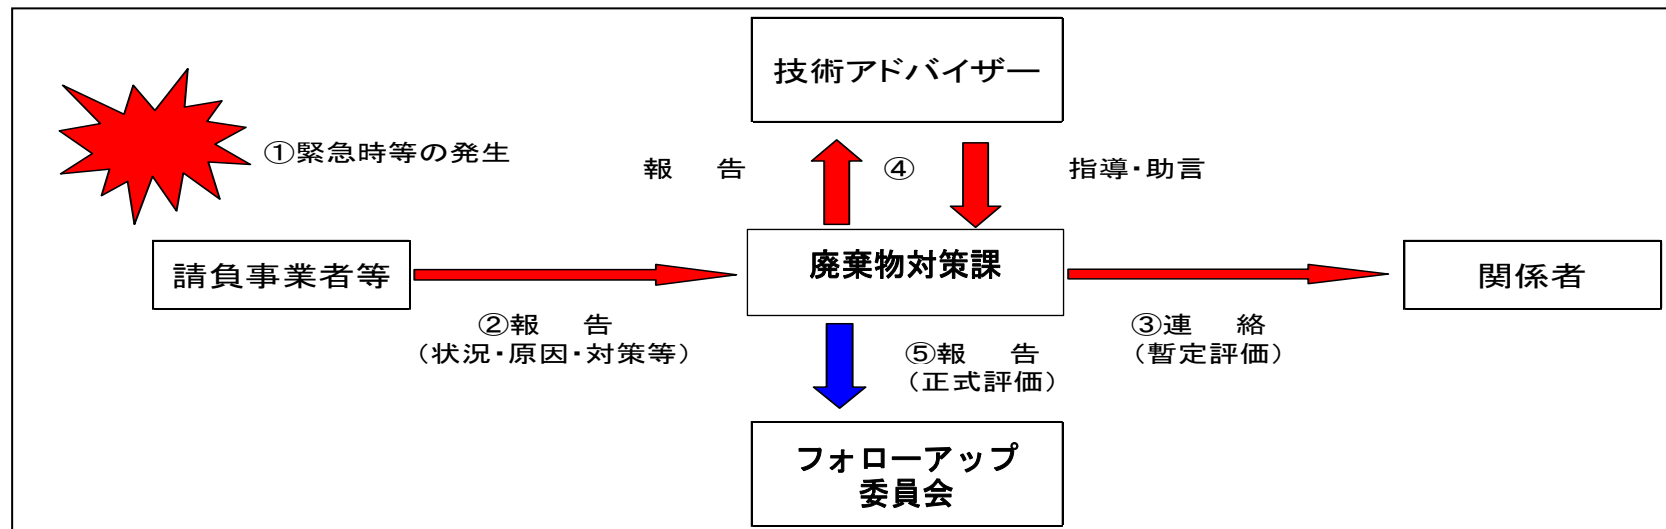 技術アドバイザー
①緊急時等の発生
報　告
④
指導・助言
請負事業者等
廃棄物対策課
関係者
②報　告
（状況・原因・対策等）
③連　絡
（暫定評価）
⑤報　告
（正式評価）
フォローアップ
委員会